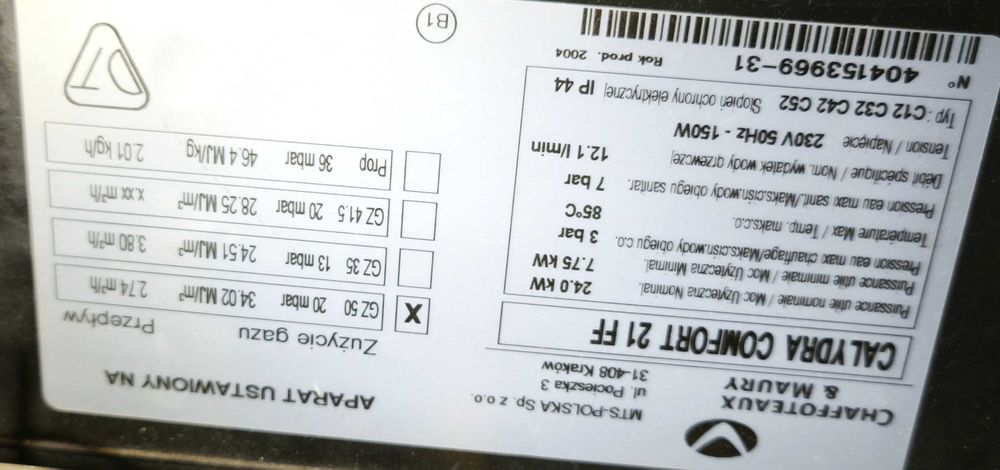 CHAFFOTEAUX
& MAURY
MTS-POLSKA Sp. z o.o.
ul. Pocieszka 3
31-408 Kraków
CALYDRA COMFORT 21 FF
Puissance utile nominale / Moc Użyteczna Nominal. 24.0 kW
Puissance utile minimale / Moc Użyteczna Minimal. 7.75 kW
Pression eau maxi chauffage/Maks.ciśn.wody obiegu c.o. 3 bar
Température Max / Temp. maks.c.o. 85°C
Pression eau maxi sanit./Maks.ciśn.wody obiegu sanitar. 7 bar
Débit spécifique / Nom. wydatek wody grzewczej 12.1 l/min
Tension / Napięcie 230V 50Hz - 150W
Typ : C12 C32 C42 C52 Stopień ochrony elektrycznej IP 44
N° 404153969-31 Rok prod. 2004
APARAT USTAWIONY NA
Zużycie gazu Przepływ
X GZ 50 20 mbar 34.02 MJ/m³ 2.74 m³/h
GZ 35 13 mbar 24.51 MJ/m³ 3.80 m³/h
GZ 41.5 20 mbar 28.25 MJ/m³ x.xx m³/h
Prop 36 mbar 46.4 MJ/kg 2.01 kg/h
B1